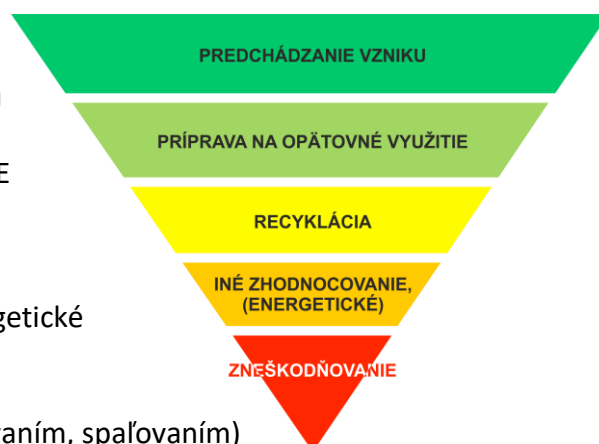 PREDCHÁDZANIE VZNIKU
PRÍPRAVA NA OPÄTOVNÉ VYUŽITIE
E
RECYKLÁCIA
INÉ ZHODNOCOVANIE,
(ENERGETICKÉ)
getické
ZNEŠKODŇOVANIE
aním, spaľovaním)